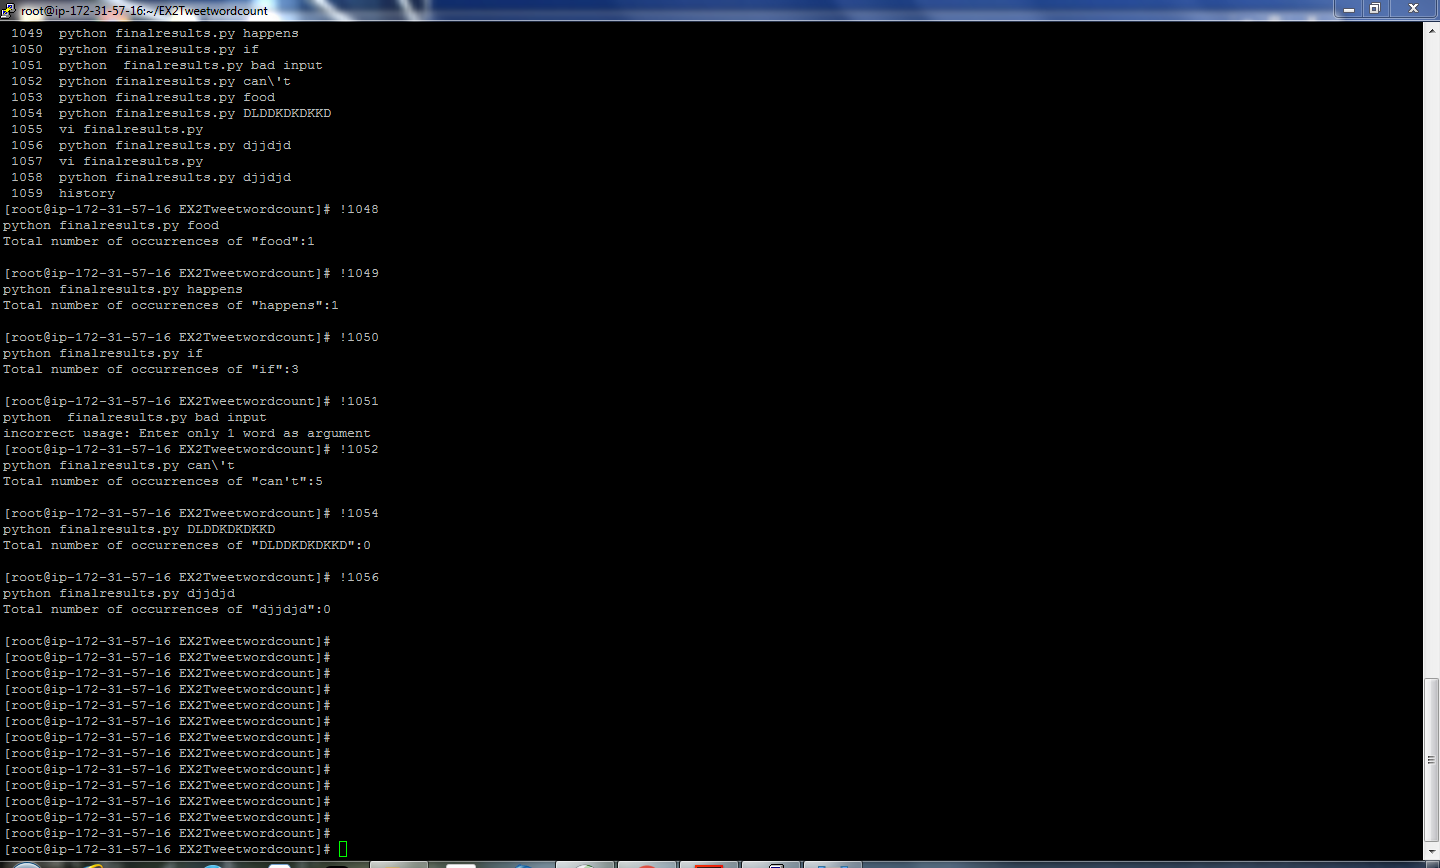 root@ip-172-31-57-16:~/EX2Tweetwordcount
1049  python finalresults.py happens
1050  python finalresults.py if
1051  python  finalresults.py bad input
1052  python finalresults.py can\'t
1053  python finalresults.py food
1054  python finalresults.py DLDDKDKDKKD
1055  vi finalresults.py
1056  python finalresults.py djjdjd
1057  vi finalresults.py
1058  python finalresults.py djjdjd
1059  history
[root@ip-172-31-57-16 EX2Tweetwordcount]# !1048
python finalresults.py food
Total number of occurrences of "food":1
[root@ip-172-31-57-16 EX2Tweetwordcount]# !1049
python finalresults.py happens
Total number of occurrences of "happens":1
[root@ip-172-31-57-16 EX2Tweetwordcount]# !1050
python finalresults.py if
Total number of occurrences of "if":3
[root@ip-172-31-57-16 EX2Tweetwordcount]# !1051
python  finalresults.py bad input
incorrect usage: Enter only 1 word as argument
[root@ip-172-31-57-16 EX2Tweetwordcount]# !1052
python finalresults.py can\'t
Total number of occurrences of "can't":5
[root@ip-172-31-57-16 EX2Tweetwordcount]# !1054
python finalresults.py DLDDKDKDKKD
Total number of occurrences of "DLDDKDKDKKD":0
[root@ip-172-31-57-16 EX2Tweetwordcount]# !1056
python finalresults.py djjdjd
Total number of occurrences of "djjdjd":0
[root@ip-172-31-57-16 EX2Tweetwordcount]#
[root@ip-172-31-57-16 EX2Tweetwordcount]#
[root@ip-172-31-57-16 EX2Tweetwordcount]#
[root@ip-172-31-57-16 EX2Tweetwordcount]#
[root@ip-172-31-57-16 EX2Tweetwordcount]#
[root@ip-172-31-57-16 EX2Tweetwordcount]#
[root@ip-172-31-57-16 EX2Tweetwordcount]#
[root@ip-172-31-57-16 EX2Tweetwordcount]#
[root@ip-172-31-57-16 EX2Tweetwordcount]#
[root@ip-172-31-57-16 EX2Tweetwordcount]#
[root@ip-172-31-57-16 EX2Tweetwordcount]#
[root@ip-172-31-57-16 EX2Tweetwordcount]#
[root@ip-172-31-57-16 EX2Tweetwordcount]#
[root@ip-172-31-57-16 EX2Tweetwordcount]#